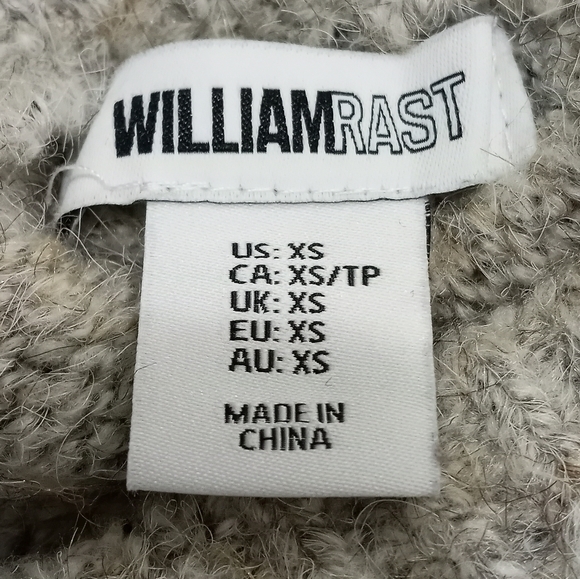 WILLIAMRAST
US: XS
CA: XS/TP
UK: XS
EU: XS
AU: XS
MADE IN
CHINA